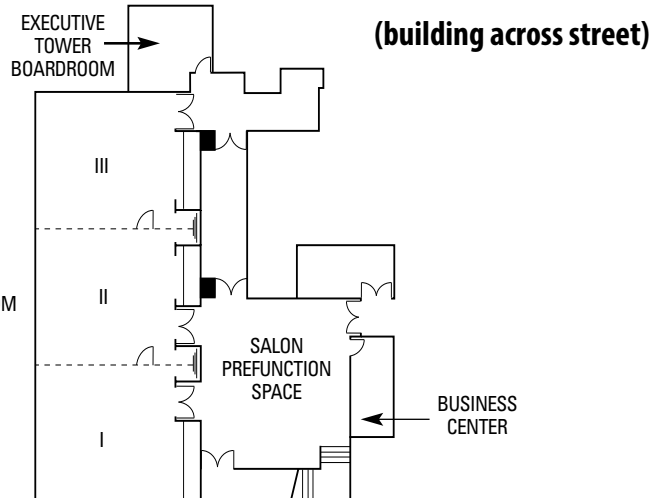 EXECUTIVE
TOWER
BOARDROOM
(building across street)
III
II
M
SALON
PREFUNCTION
SPACE
BUSINESS
CENTER
I